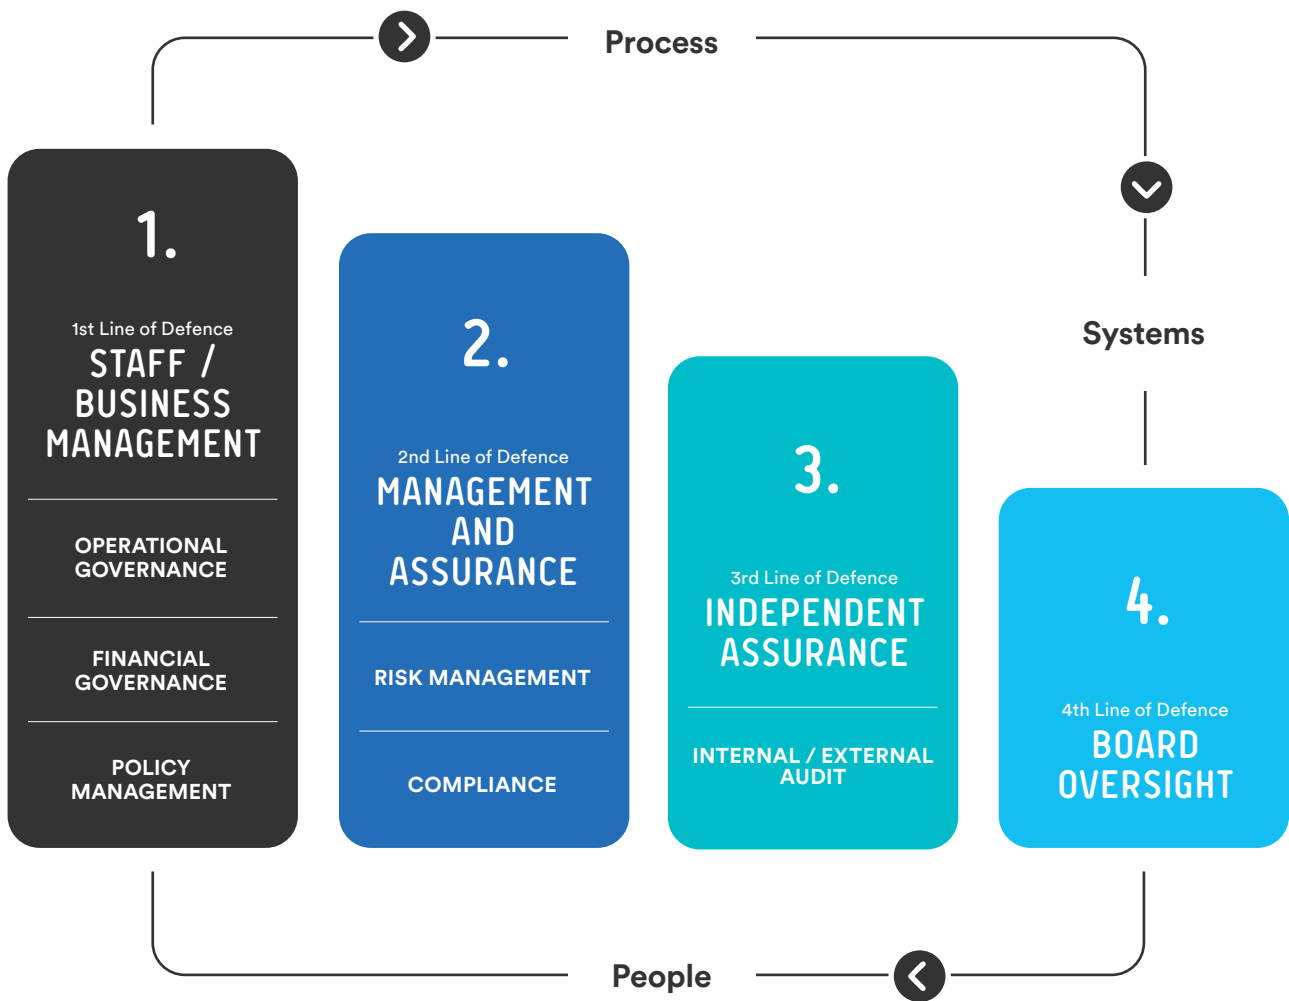 Process
1.
1st Line of Defence
STAFF /
BUSINESS
MANAGEMENT
OPERATIONAL
GOVERNANCE
FINANCIAL
GOVERNANCE
POLICY
MANAGEMENT
2.
2nd Line of Defence
MANAGEMENT
AND
ASSURANCE
RISK MANAGEMENT
COMPLIANCE
3.
3rd Line of Defence
INDEPENDENT
ASSURANCE
INTERNAL / EXTERNAL
AUDIT
Systems
4.
4th Line of Defence
BOARD
OVERSIGHT
People